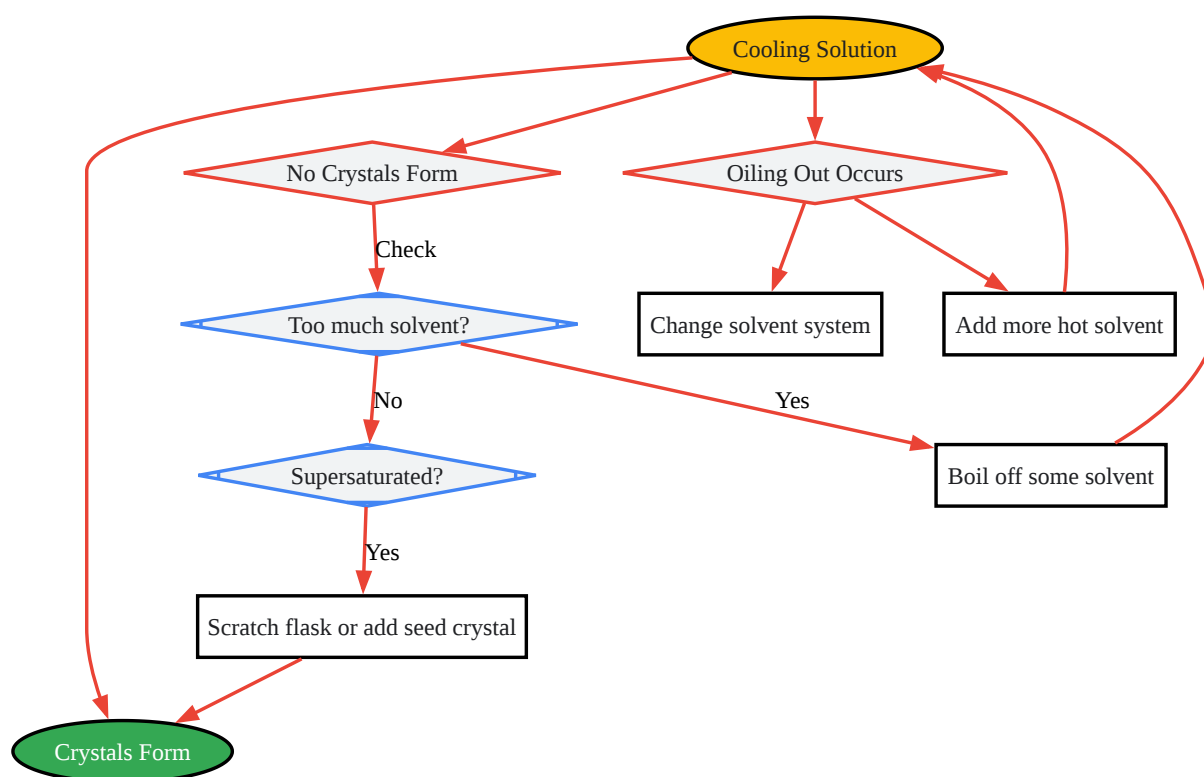 Cooling Solution
No Crystals Form
Oiling Out Occurs
Check
Too much solvent?
Change solvent system
Add more hot solvent
No
Yes
Supersaturated?
Boil off some solvent
Yes
Scratch flask or add seed crystal
Crystals Form